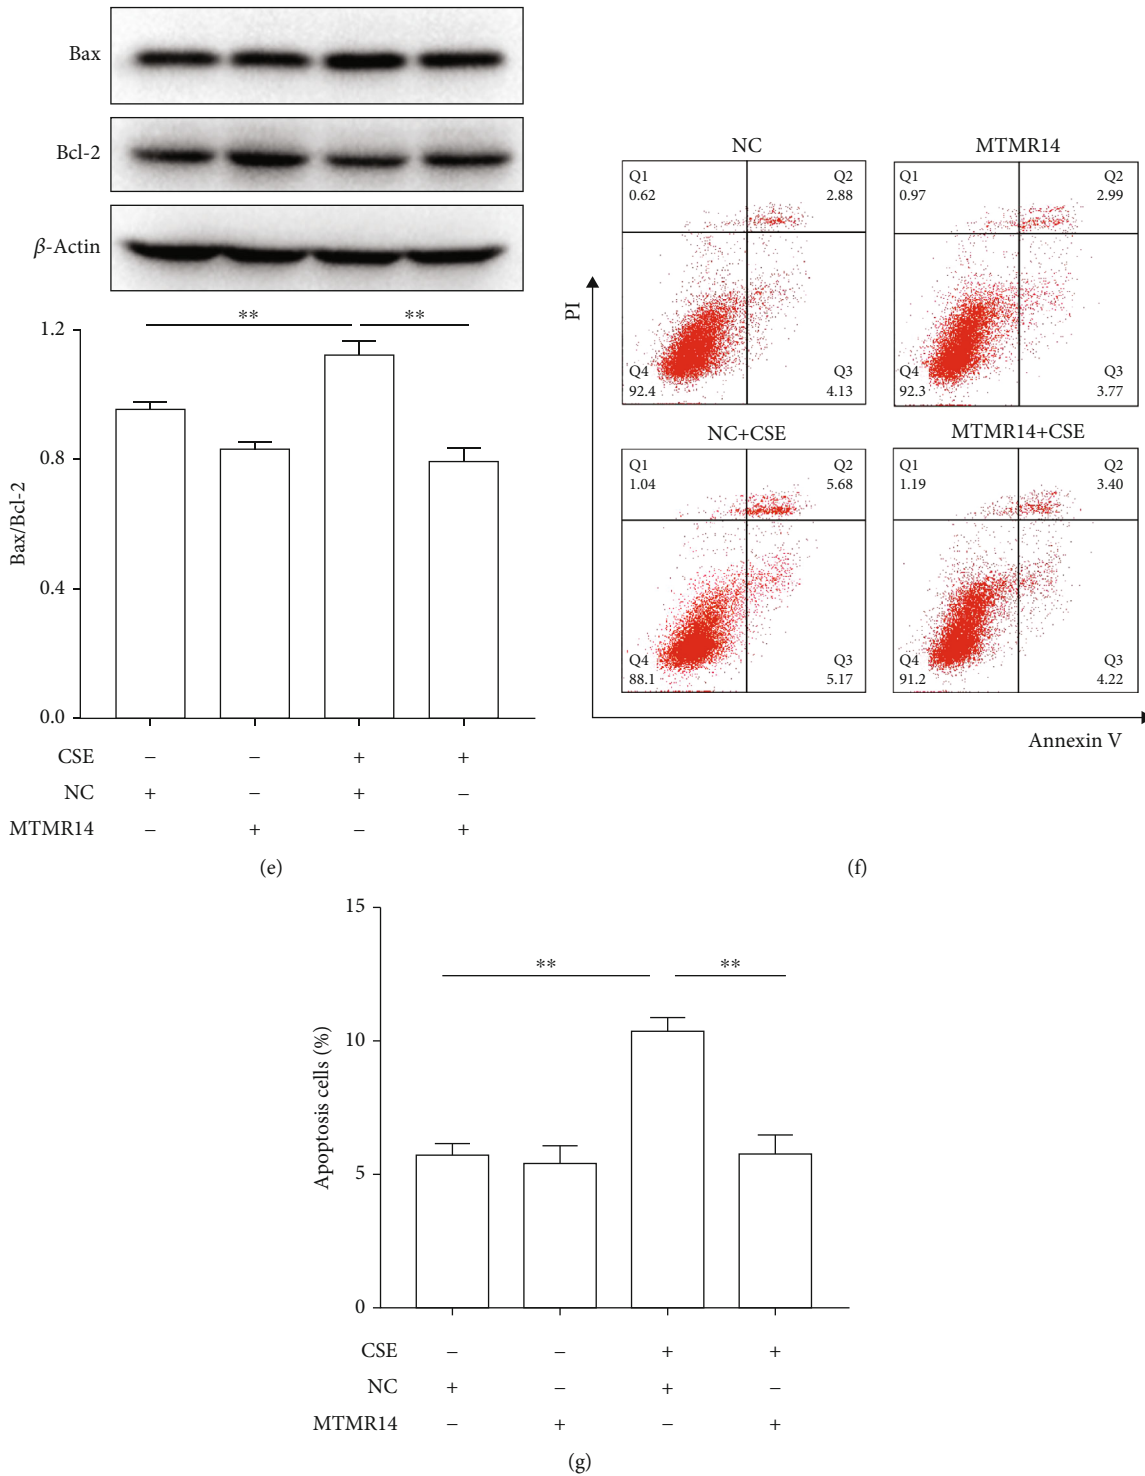 Bax
Bcl-2
β-Actin
** **
1.2
0.8
0.4
0.0
Bax/Bcl-2
CSE – – + +
NC + – + –
MTMR14 – + – +
(e)
NC MTMR14
Q1 Q2 Q1 Q2
0.62 2.88 0.97 2.99
Q4 Q3 Q4 Q3
92.4 4.13 92.3 3.77
NC+CSE MTMR14+CSE
Q1 Q2 Q1 Q2
1.04 5.68 1.19 3.40
Q4 Q3 Q4 Q3
88.1 5.17 91.2 4.22
PI
Annexin V
(f)
15
10
5
0
** **
Apoptosis cells (%)
CSE – – + +
NC + – + –
MTMR14 – + – +
(g)